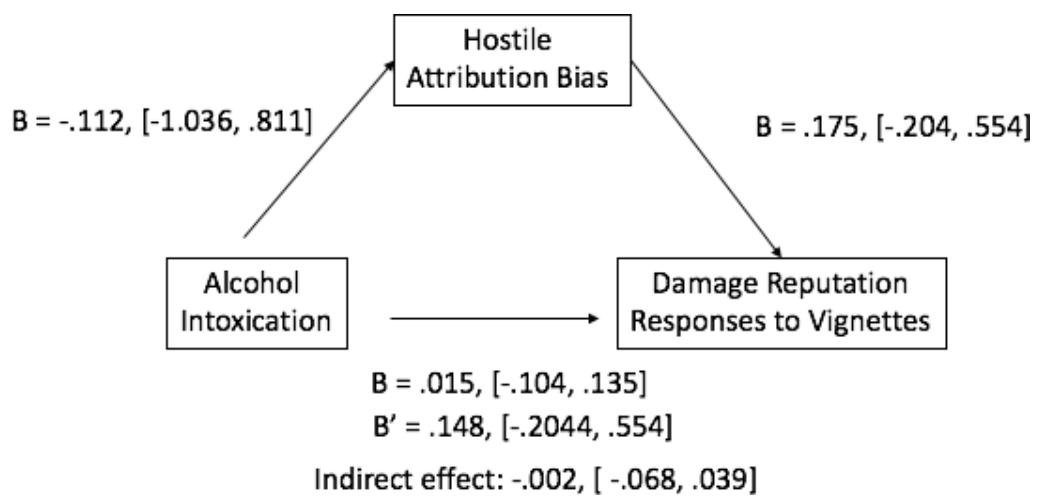 Hostile
Attribution Bias
B = -.112, [-1.036, .811]
B = .175, [-.204, .554]
Alcohol
Intoxication
Damage Reputation
Responses to Vignettes
B = .015, [-.104, .135]
B’ = .148, [-.2044, .554]
Indirect effect: -.002, [ -.068, .039]